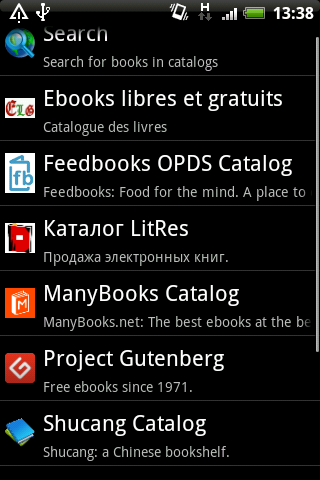 H
13:38
Search
Search for books in catalogs
ELG
Ebooks libres et gratuits
Catalogue des livres
fb
Feedbooks OPDS Catalog
Feedbooks: Food for the mind. A place to
Каталог LitRes
Продажа электронных книг.
M
ManyBooks Catalog
ManyBooks.net: The best ebooks at the be
Project Gutenberg
Free ebooks since 1971.
Shucang Catalog
Shucang: a Chinese bookshelf.